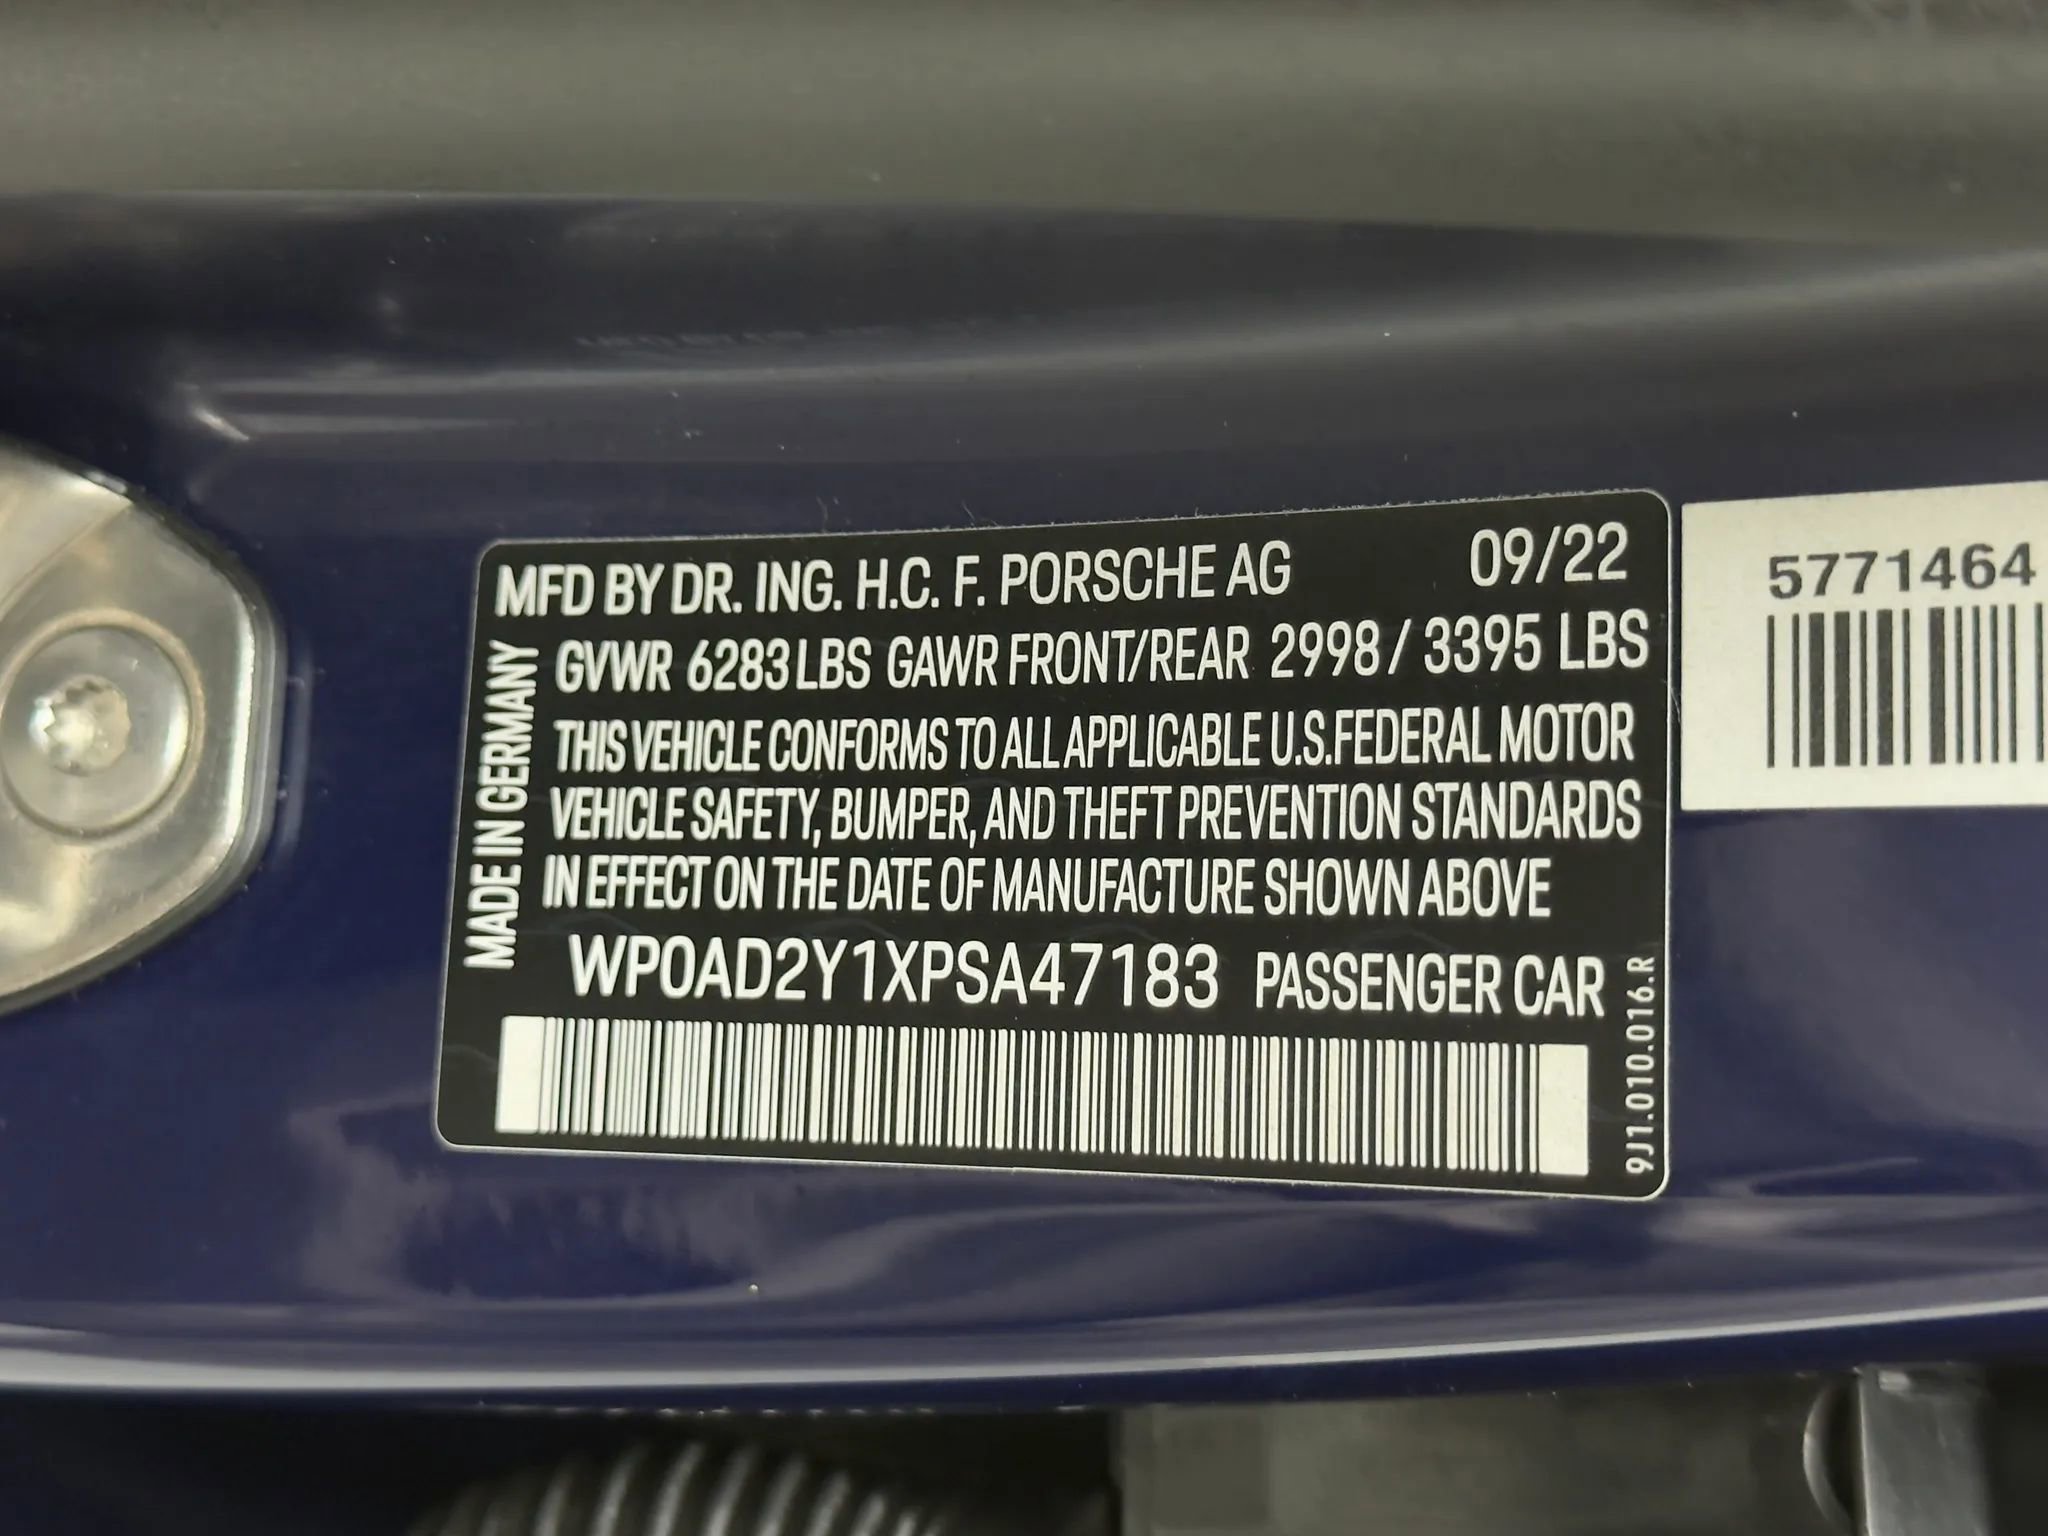 MFD BY DR. ING. H.C. F. PORSCHE AG 09/22
GVWR 6283 LBS GAWR FRONT/REAR 2998 / 3395 LBS
THIS VEHICLE CONFORMS TO ALL APPLICABLE U.S.FEDERAL MOTOR
VEHICLE SAFETY, BUMPER, AND THEFT PREVENTION STANDARDS
IN EFFECT ON THE DATE OF MANUFACTURE SHOWN ABOVE
WP0AD2Y1XPSA47183 PASSENGER CAR
MADE IN GERMANY
9J1.010.016.R
5771464